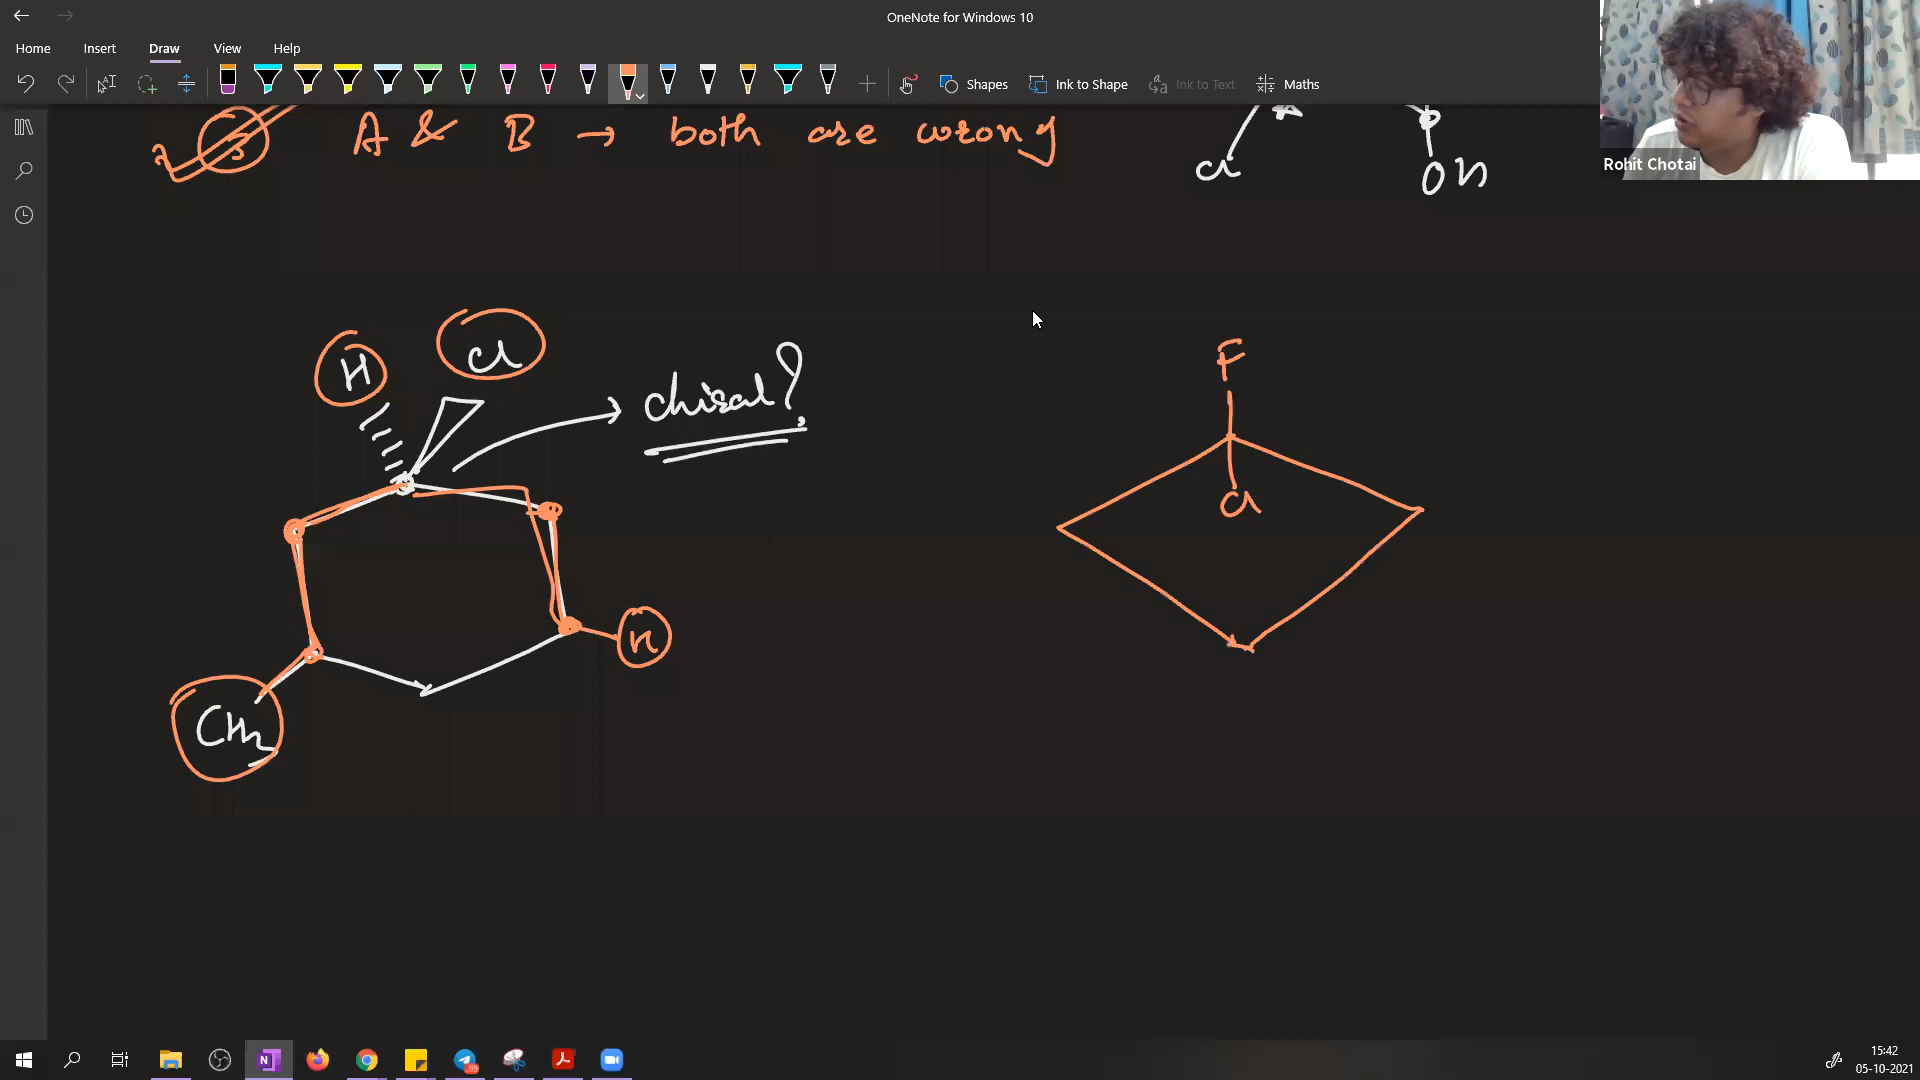 OneNote for Windows 10
Home Insert Draw View Help
Shapes Ink to Shape Ink to Text Maths
3 A & B → both are wrong
Cl OH
Rohit Chotai
H Cl
chiral?
F
Cl
H
CH3
15:42
05-10-2021